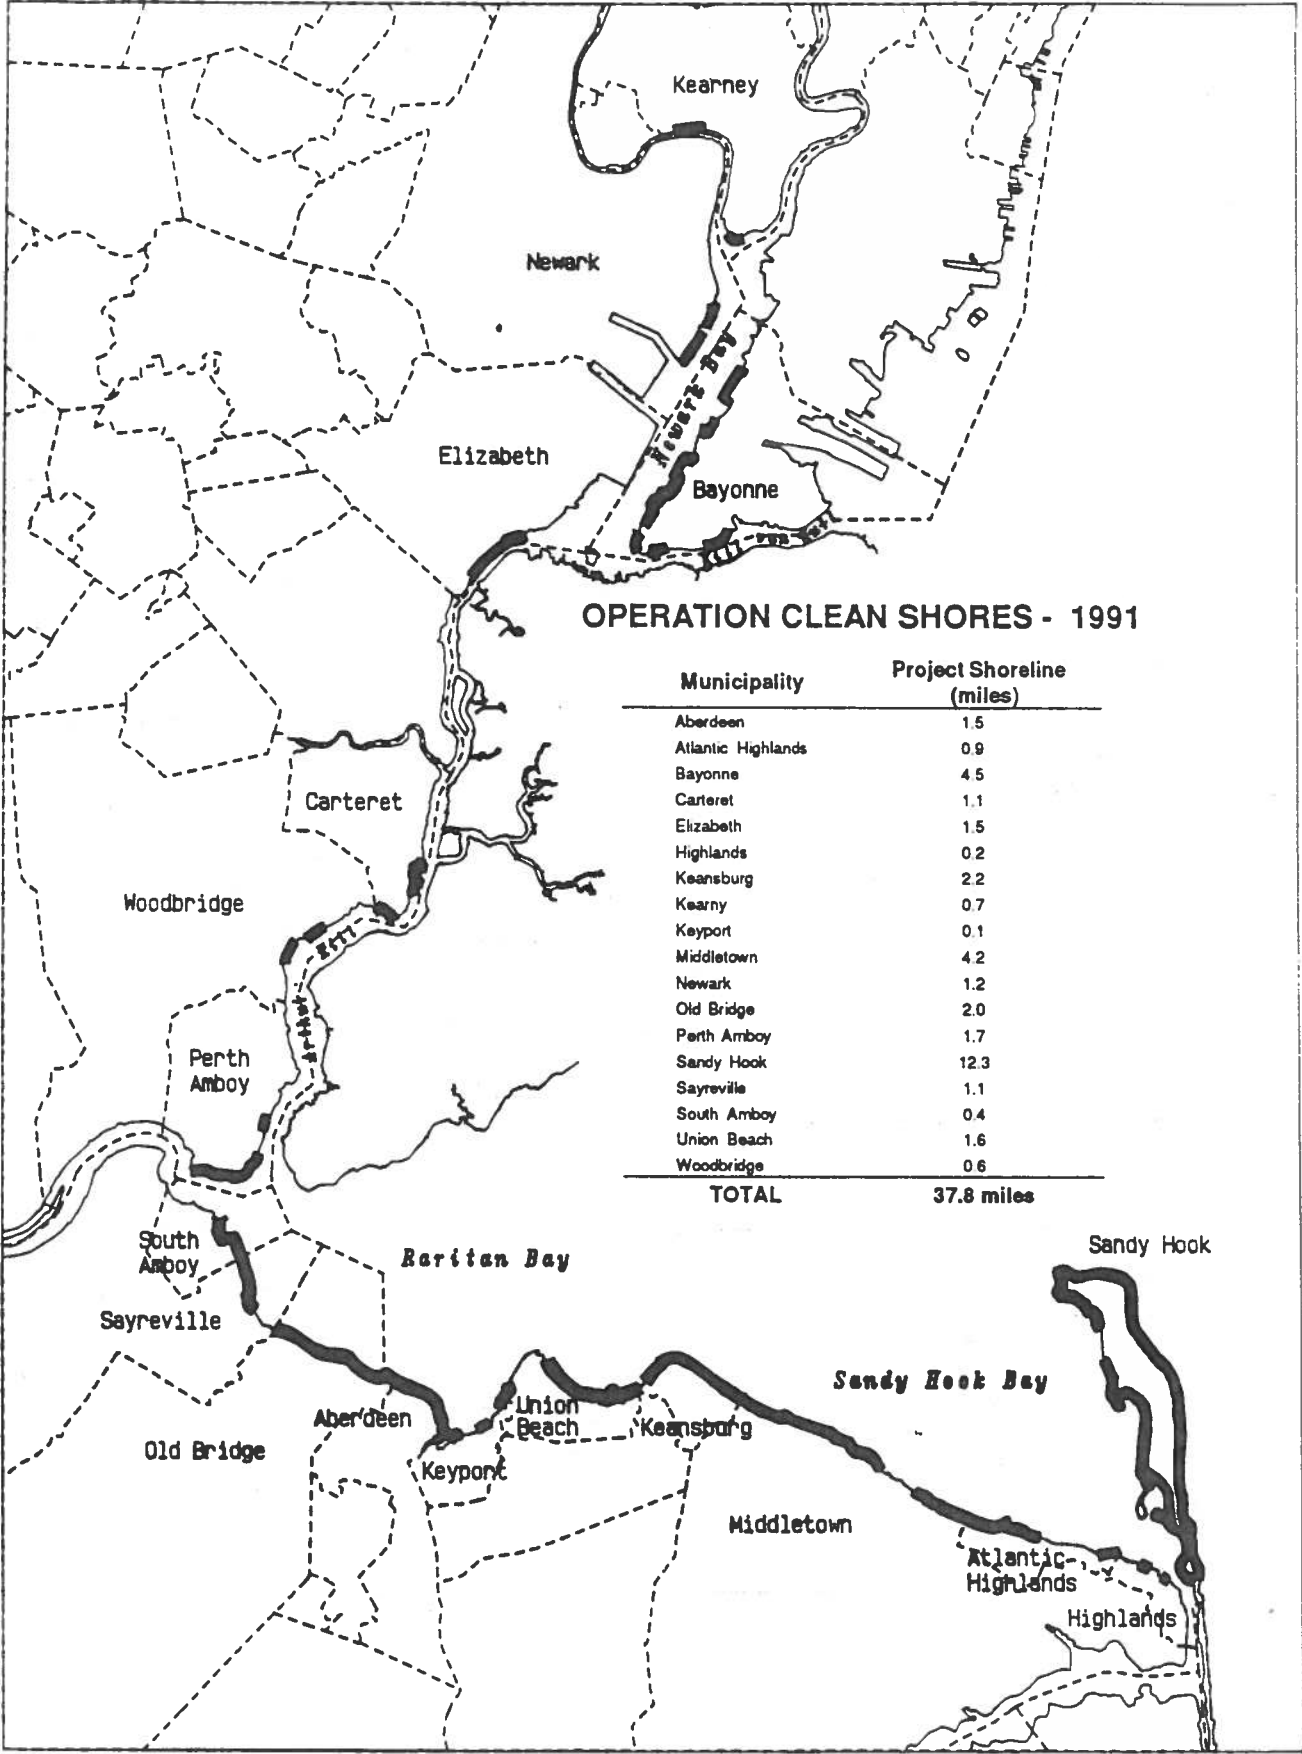 Kearney
Newark
Newark Bay
Elizabeth
Bayonne
Kill Van Kull
OPERATION CLEAN SHORES - 1991
Municipality Project Shoreline (miles)
Aberdeen 1.5
Atlantic Highlands 0.9
Bayonne 4.5
Carteret 1.1
Elizabeth 1.5
Highlands 0.2
Keansburg 2.2
Kearny 0.7
Keyport 0.1
Middletown 4.2
Newark 1.2
Old Bridge 2.0
Perth Amboy 1.7
Sandy Hook 12.3
Sayreville 1.1
South Amboy 0.4
Union Beach 1.6
Woodbridge 0.6
TOTAL 37.8 miles
Carteret
Woodbridge
Arthur Kill
Perth
Amboy
South
Amboy
Raritan Bay
Sandy Hook
Sayreville
Sandy Hook Bay
Aberdeen
Union
Beach
Keansburg
Old Bridge
Keyport
Middletown
Atlantic
Highlands
Highlands